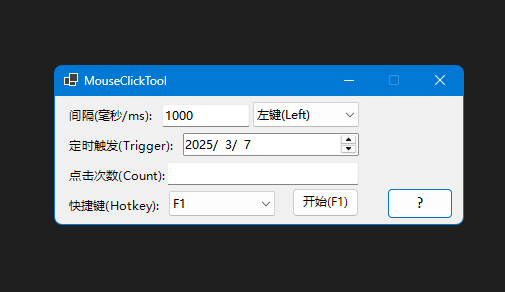 MouseClickTool
间隔(毫秒/ms): 1000 左键(Left)
定时触发(Trigger): 2025/ 3/ 7
点击次数(Count):
快捷键(Hotkey): F1 开始(F1) ?